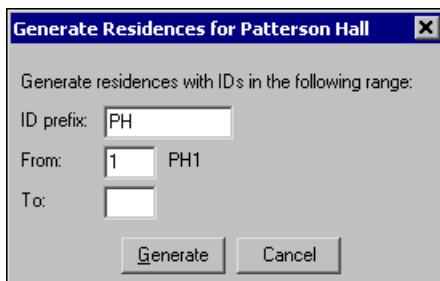 Generate Residences for Patterson Hall
Generate residences with IDs in the following range:
ID prefix: PH
From: 1 PH1
To:
Generate Cancel